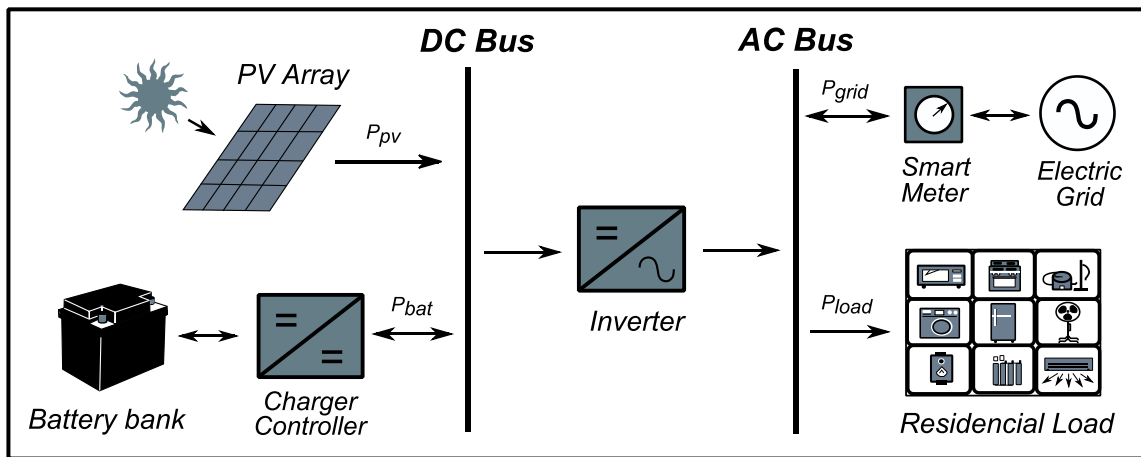 DC Bus
AC Bus
PV Array
Ppv
Pgrid
Smart
Meter
Electric
Grid
Pbat
Inverter
Pload
Battery bank
Charger
Controller
Residencial Load